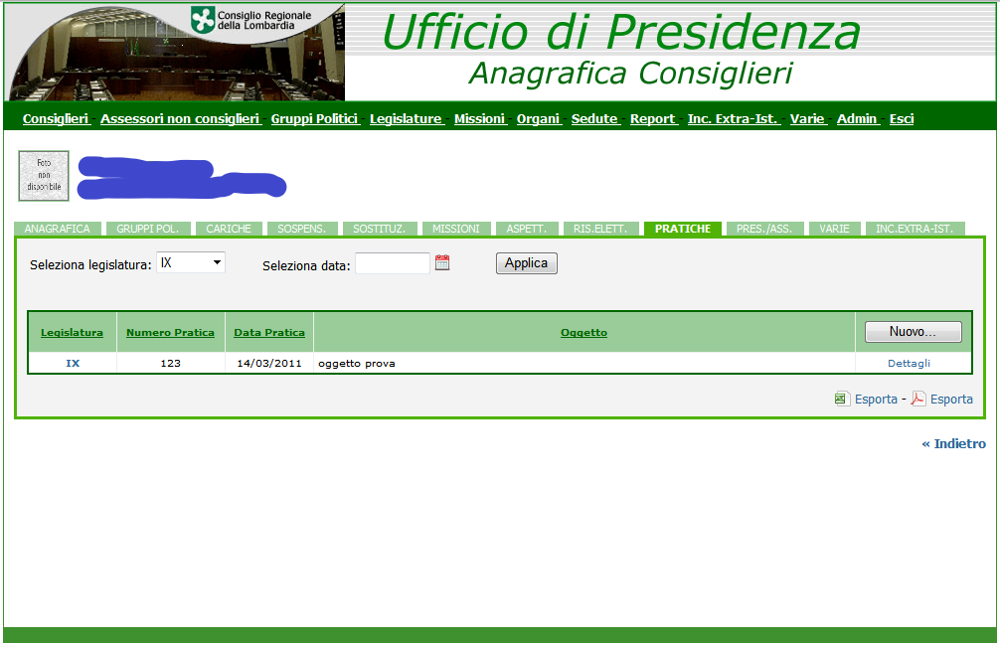 Consiglio Regionale
della Lombardia
Ufficio di Presidenza
Anagrafica Consiglieri
Consiglieri - Assessori non consiglieri - Gruppi Politici - Legislature - Missioni - Organi - Sedute - Report - Inc. Extra-Ist. - Varie - Admin - Esci
Foto
non
disponibile
ANAGRAFICA GRUPPI POL. CARICHE SOSPENS. SOSTITUZ. MISSIONI ASPETT. RIS.ELETT. PRATICHE PRES./ASS. VARIE INC.EXTRA-IST.
Seleziona legislatura: IX Seleziona data: Applica
Legislatura Numero Pratica Data Pratica Oggetto Nuovo...
IX 123 14/03/2011 oggetto prova Dettagli
Esporta - Esporta
« Indietro